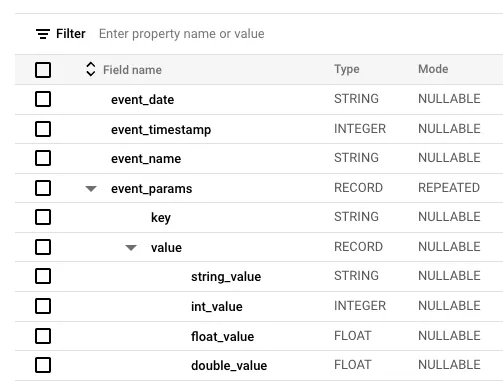 Filter Enter property name or value
Field name Type Mode
event_date STRING NULLABLE
event_timestamp INTEGER NULLABLE
event_name STRING NULLABLE
event_params RECORD REPEATED
key STRING NULLABLE
value RECORD NULLABLE
string_value STRING NULLABLE
int_value INTEGER NULLABLE
float_value FLOAT NULLABLE
double_value FLOAT NULLABLE